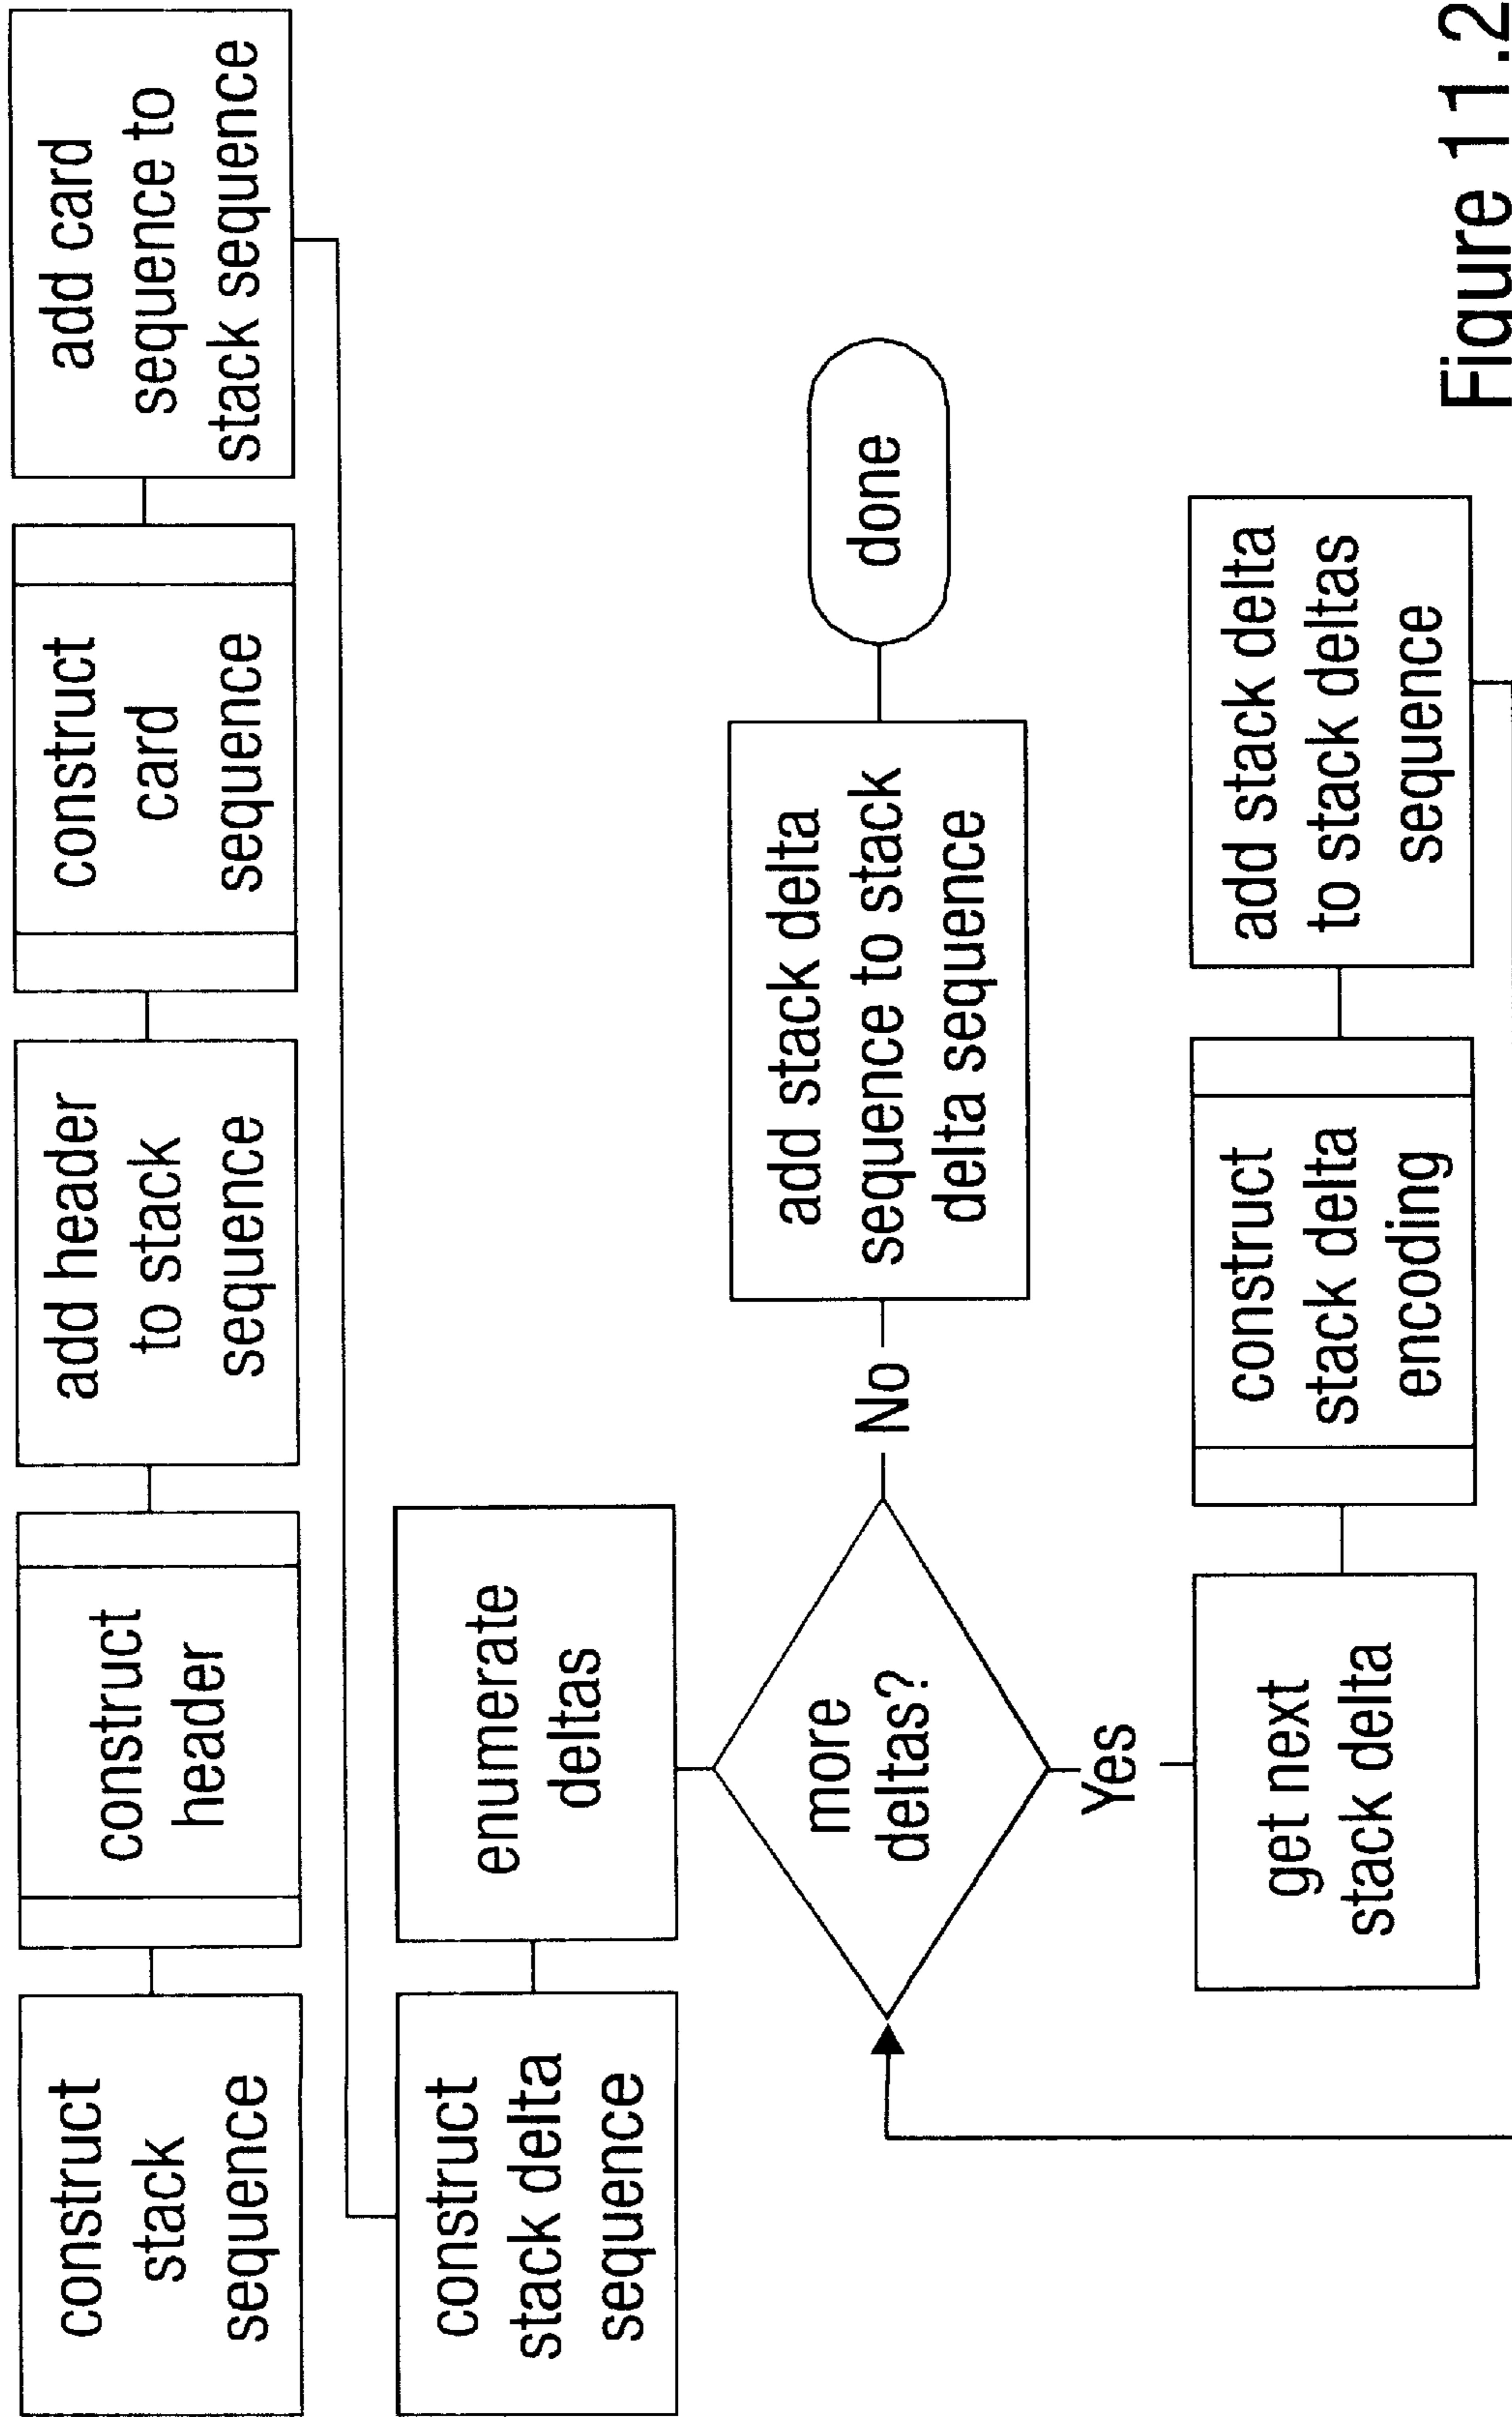 construct
stack
sequence
construct
header
add header
to stack
sequence
construct
card
sequence
add card
sequence to
stack sequence
construct
stack delta
sequence
enumerate
deltas
more
deltas?
No
add stack delta
sequence to stack
delta sequence
done
Yes
get next
stack delta
construct
stack delta
encoding
add stack delta
to stack deltas
sequence
Figure 11.2